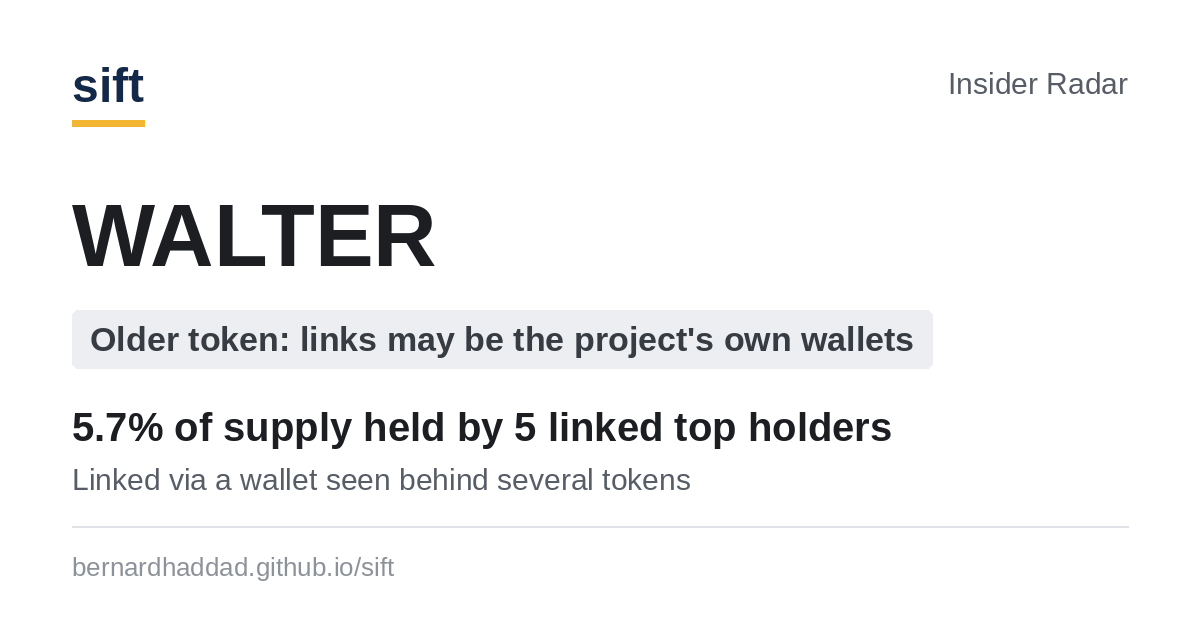 sift
Insider Radar
WALTER
Older token: links may be the project's own wallets
5.7% of supply held by 5 linked top holders
Linked via a wallet seen behind several tokens
bernardhaddad.github.io/sift